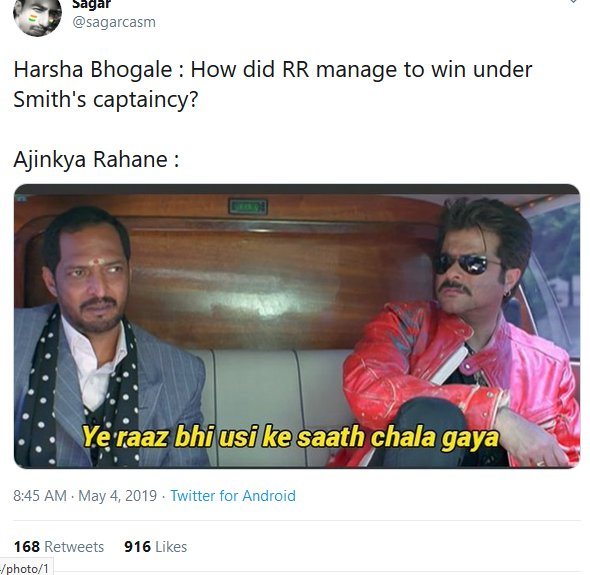 Sagar
@sagarcasm
Harsha Bhogale : How did RR manage to win under
Smith's captaincy?
Ajinkya Rahane :
Ye raaz bhi usi ke saath chala gaya
8:45 AM · May 4, 2019 · Twitter for Android
168 Retweets 916 Likes
/photo/1